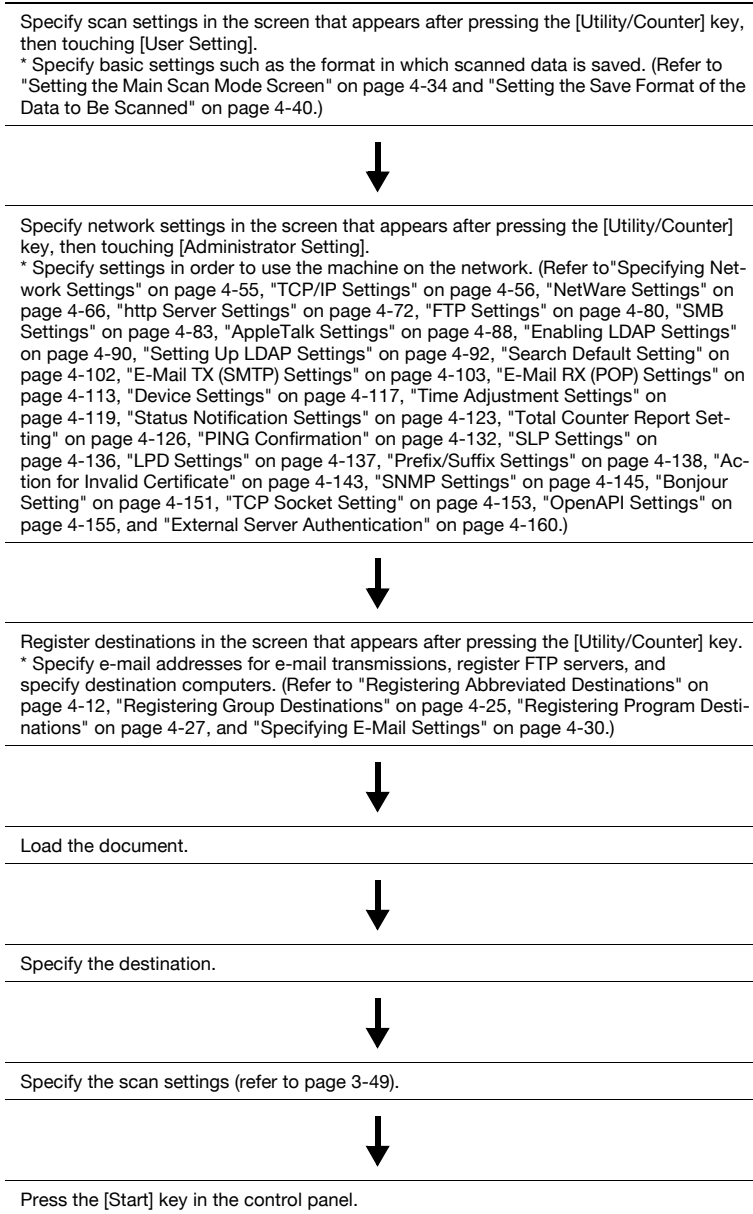 Specify scan settings in the screen that appears after pressing the [Utility/Counter] key,
then touching [User Setting].
* Specify basic settings such as the format in which scanned data is saved. (Refer to
"Setting the Main Scan Mode Screen" on page 4-34 and "Setting the Save Format of the
Data to Be Scanned" on page 4-40.)
Specify network settings in the screen that appears after pressing the [Utility/Counter]
key, then touching [Administrator Setting].
* Specify settings in order to use the machine on the network. (Refer to"Specifying Net-
work Settings" on page 4-55, "TCP/IP Settings" on page 4-56, "NetWare Settings" on
page 4-66, "http Server Settings" on page 4-72, "FTP Settings" on page 4-80, "SMB
Settings" on page 4-83, "AppleTalk Settings" on page 4-88, "Enabling LDAP Settings"
on page 4-90, "Setting Up LDAP Settings" on page 4-92, "Search Default Setting" on
page 4-102, "E-Mail TX (SMTP) Settings" on page 4-103, "E-Mail RX (POP) Settings" on
page 4-113, "Device Settings" on page 4-117, "Time Adjustment Settings" on
page 4-119, "Status Notification Settings" on page 4-123, "Total Counter Report Set-
ting" on page 4-126, "PING Confirmation" on page 4-132, "SLP Settings" on
page 4-136, "LPD Settings" on page 4-137, "Prefix/Suffix Settings" on page 4-138, "Ac-
tion for Invalid Certificate" on page 4-143, "SNMP Settings" on page 4-145, "Bonjour
Setting" on page 4-151, "TCP Socket Setting" on page 4-153, "OpenAPI Settings" on
page 4-155, and "External Server Authentication" on page 4-160.)
Register destinations in the screen that appears after pressing the [Utility/Counter] key.
* Specify e-mail addresses for e-mail transmissions, register FTP servers, and
specify destination computers. (Refer to "Registering Abbreviated Destinations" on
page 4-12, "Registering Group Destinations" on page 4-25, "Registering Program Desti-
nations" on page 4-27, and "Specifying E-Mail Settings" on page 4-30.)
Load the document.
Specify the destination.
Specify the scan settings (refer to page 3-49).
Press the [Start] key in the control panel.